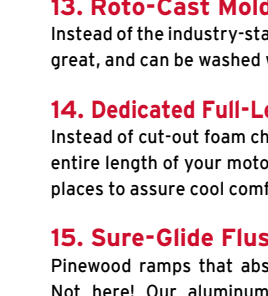 13. Roto-Cast Mold
Instead of the industry-sta
great, and can be washed
14. Dedicated Full-Le
Instead of cut-out foam ch
entire length of your moto
places to assure cool comf
15. Sure-Glide Flus
Pinewood ramps that abs
Not here! Our aluminum